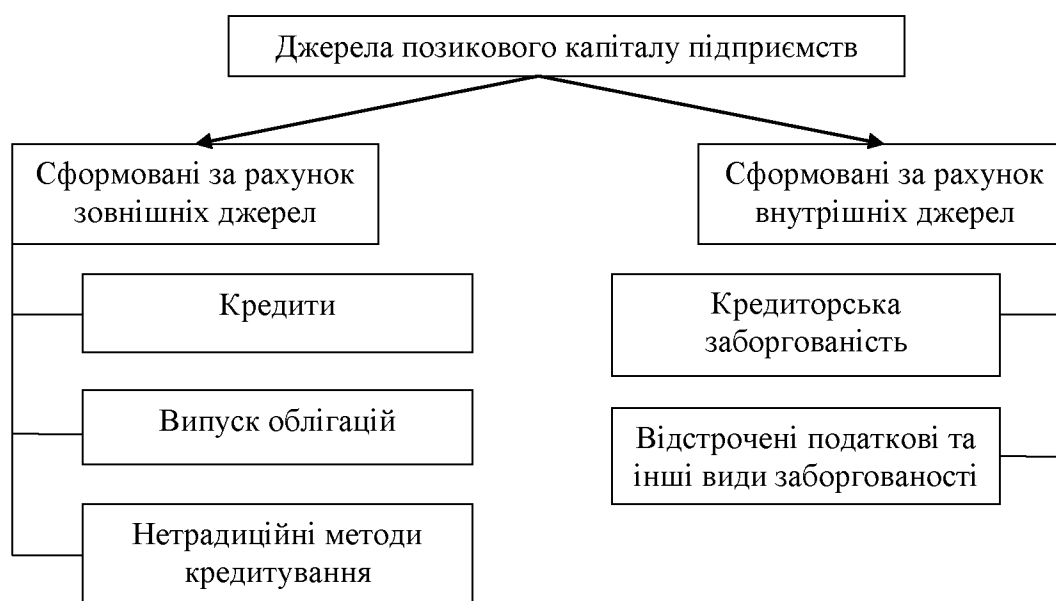 Джерела позикового капіталу підприємств
Сформовані за рахунок
зовнішніх джерел
Кредити
Випуск облігацій
Нетрадиційні методи
кредитування
Сформовані за рахунок
внутрішніх джерел
Кредиторська
заборгованість
Відстрочені податкові та
інші види заборгованості